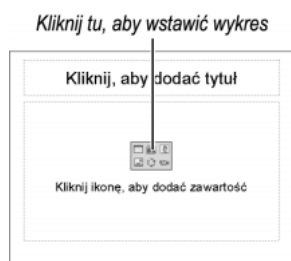 Kliknij tu, aby wstawić wykres
Kliknij, aby dodać tytuł
Kliknij ikonę, aby dodać zawartość